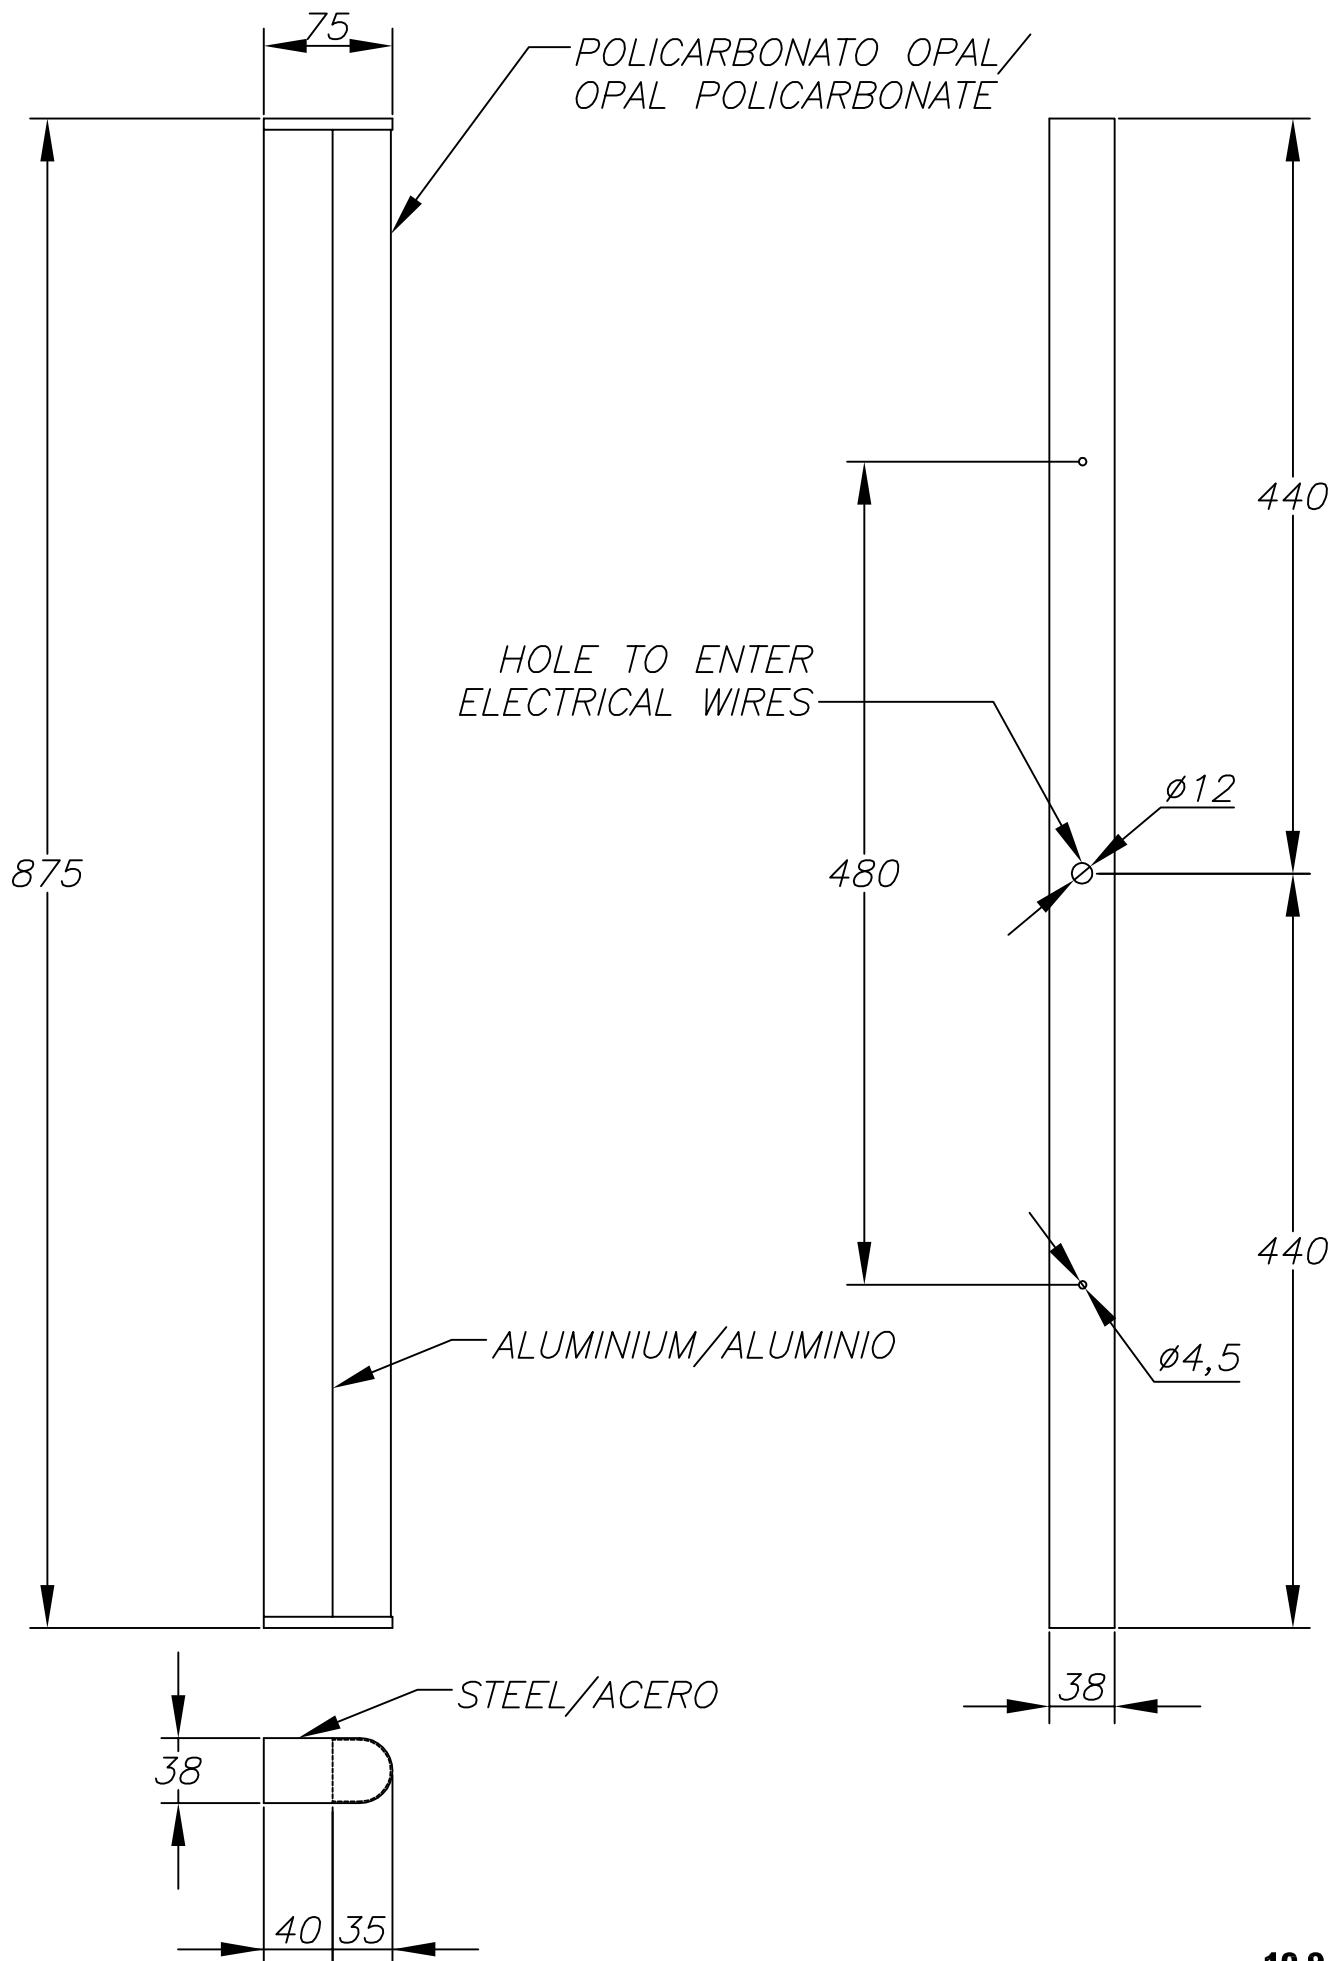 75
POLICARBONATO OPAL/
OPAL POLICARBONATE
440
HOLE TO ENTER
ELECTRICAL WIRES
ø12
875
480
440
ALUMINIUM/ALUMINIO
ø4,5
STEEL/ACERO
38
38
40
35